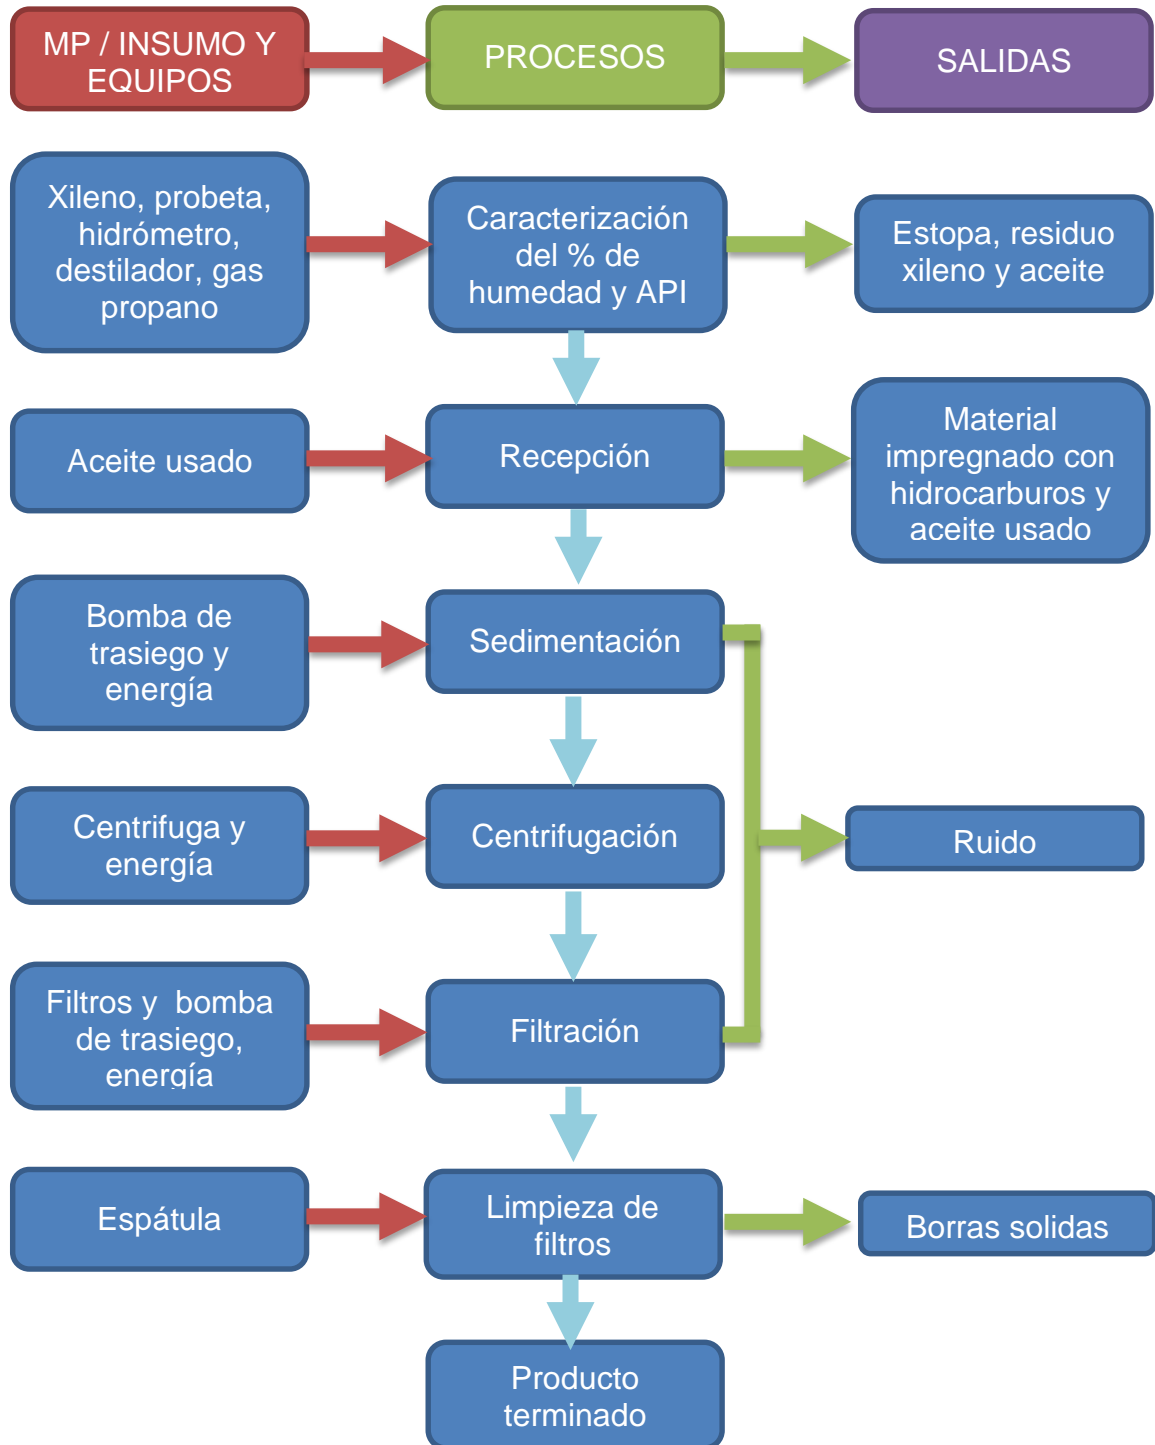 MP / INSUMO Y
EQUIPOS
PROCESOS
SALIDAS
Xileno, probeta,
hidrómetro,
destilador, gas
propano
Caracterización
del % de
humedad y API
Estopa, residuo
xileno y aceite
Aceite usado
Recepción
Material
impregnado con
hidrocarburos y
aceite usado
Bomba de
trasiego y
energía
Sedimentación
Centrifuga y
energía
Centrifugación
Ruido
Filtros y  bomba
de trasiego,
energía
Filtración
Espátula
Limpieza de
filtros
Borras solidas
Producto
terminado